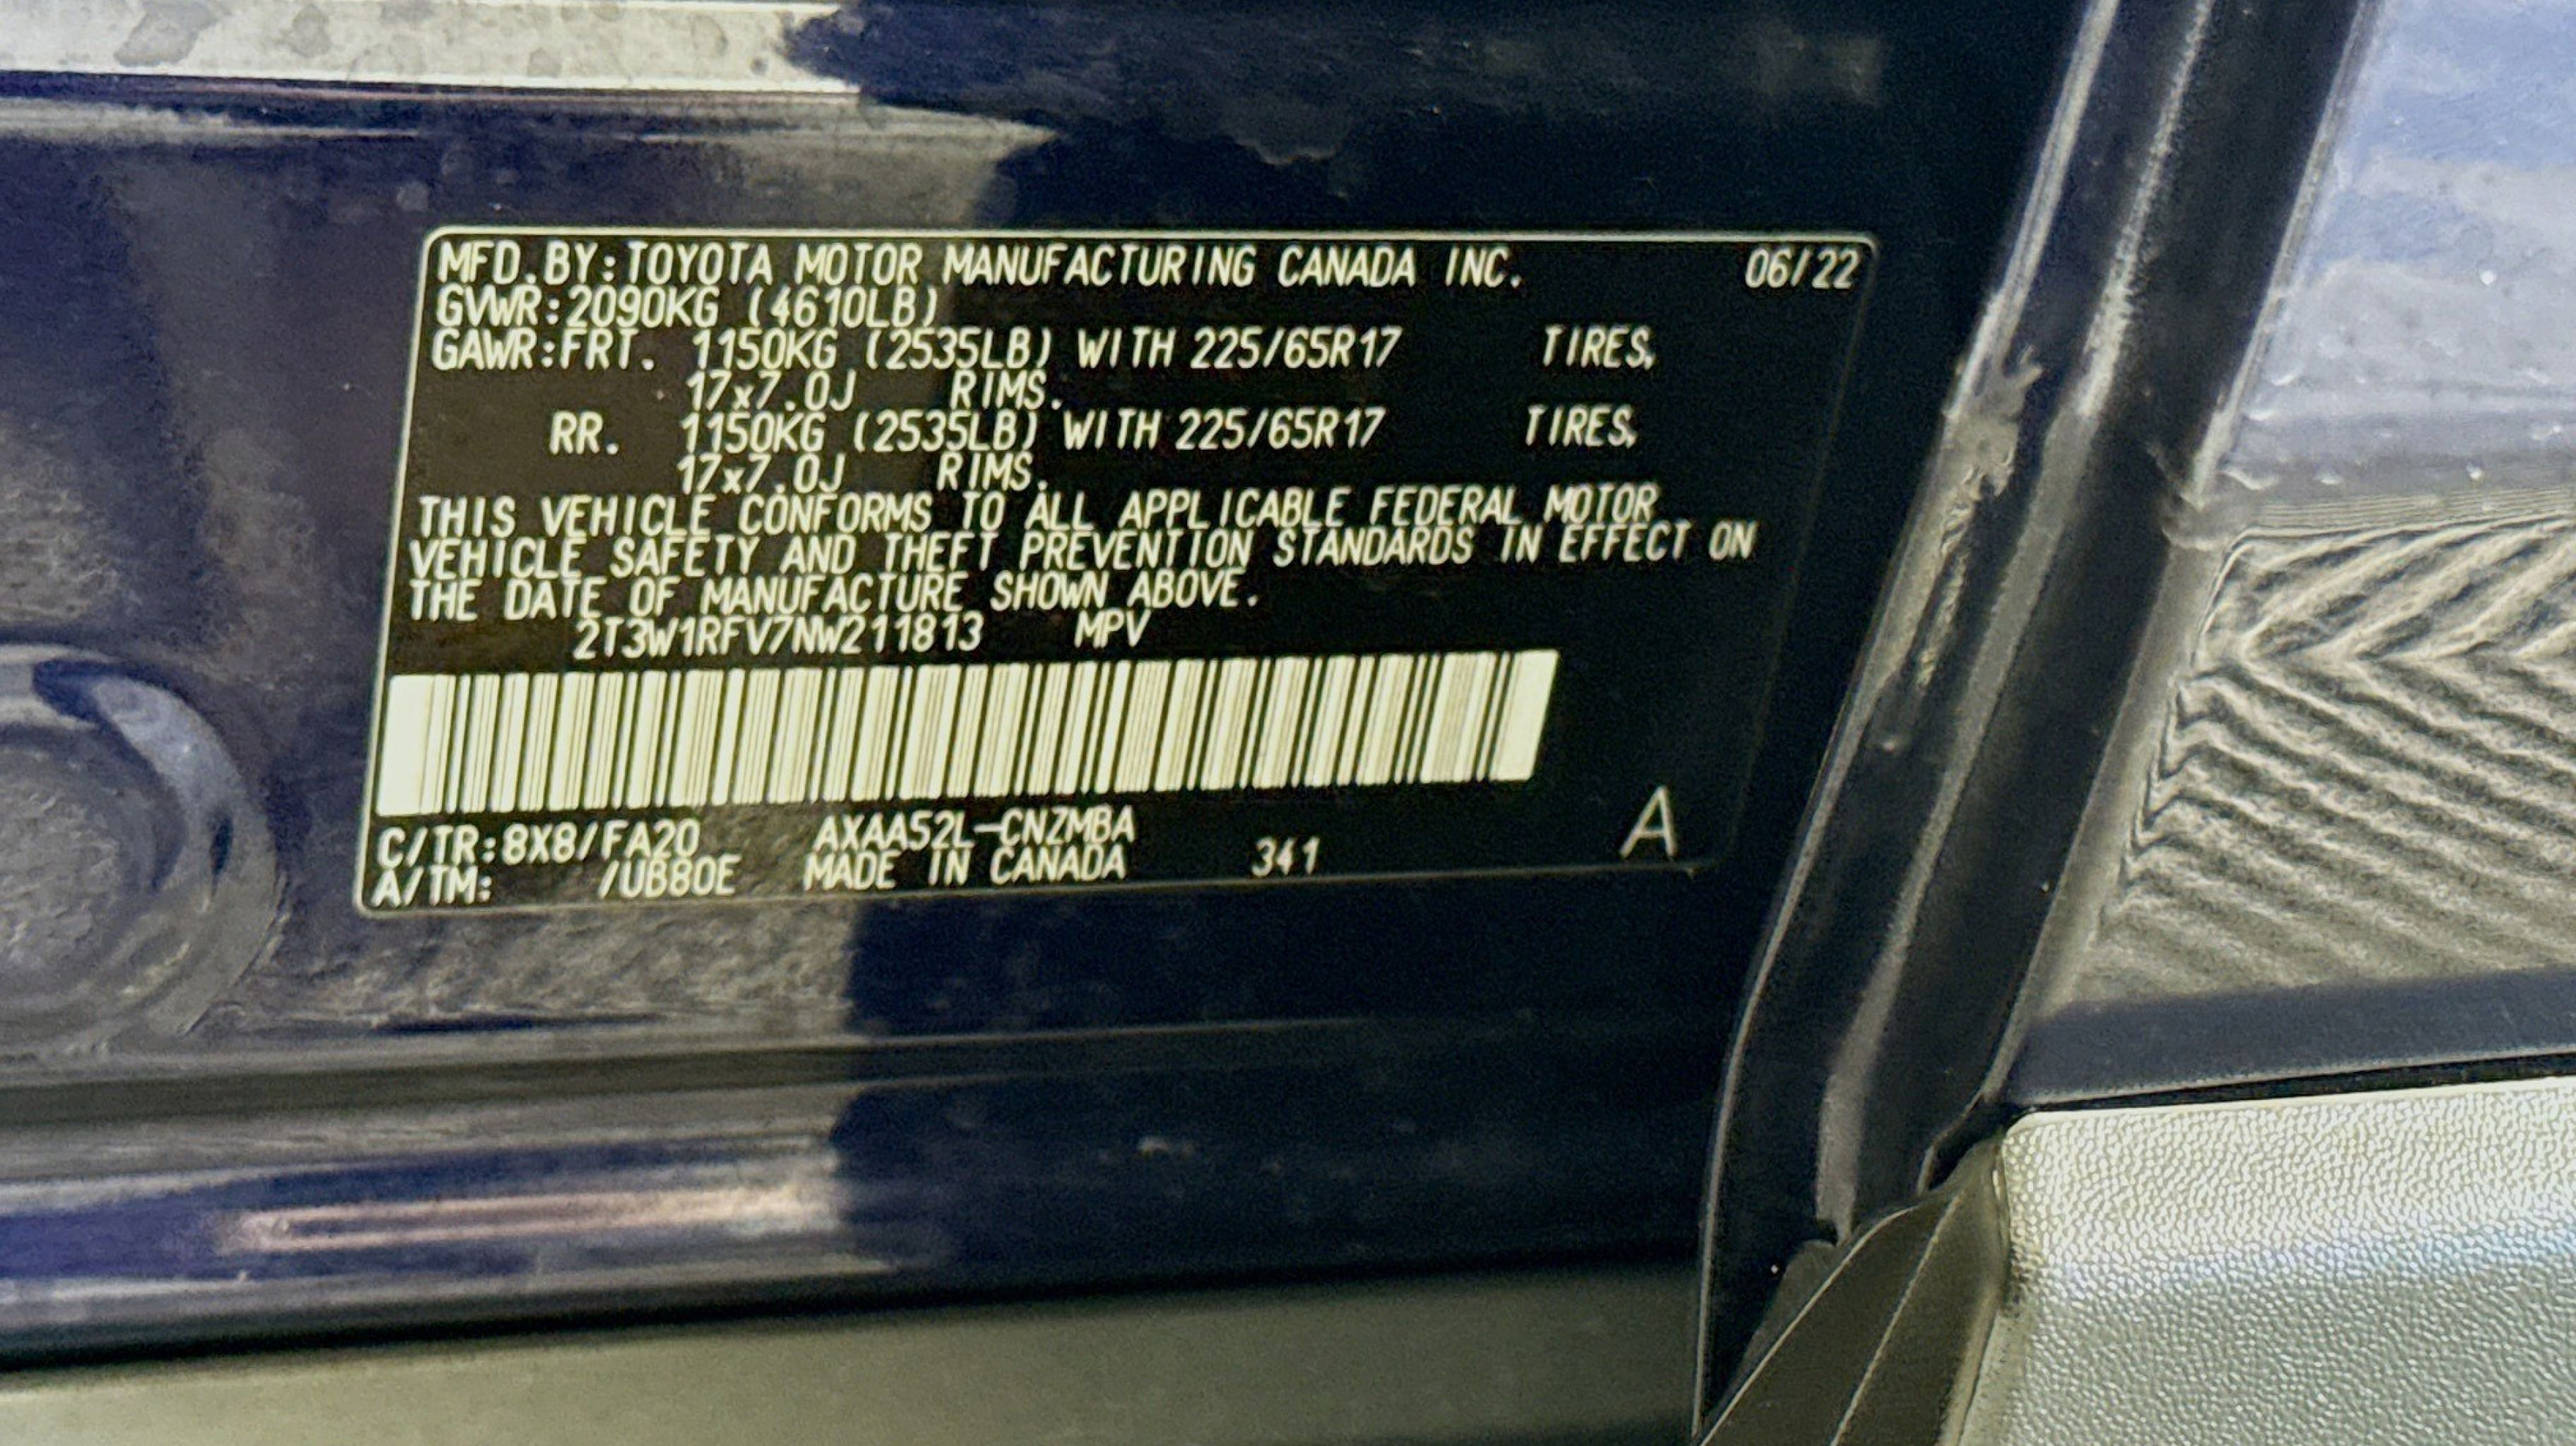 MFD.BY:TOYOTA MOTOR MANUFACTURING CANADA INC. 06/22
GVWR:2090KG (4610LB)
GAWR:FRT. 1150KG (2535LB) WITH 225/65R17 TIRES,
17x7.0J RIMS.
RR. 1150KG (2535LB) WITH 225/65R17 TIRES,
17x7.0J RIMS.
THIS VEHICLE CONFORMS TO ALL APPLICABLE FEDERAL MOTOR
VEHICLE SAFETY AND THEFT PREVENTION STANDARDS IN EFFECT ON
THE DATE OF MANUFACTURE SHOWN ABOVE.
2T3W1RFV7NW211813 MPV
C/TR:8X8/FA20 AXAA52L-CNZMBA
A/TM: /UB80E MADE IN CANADA 341 A